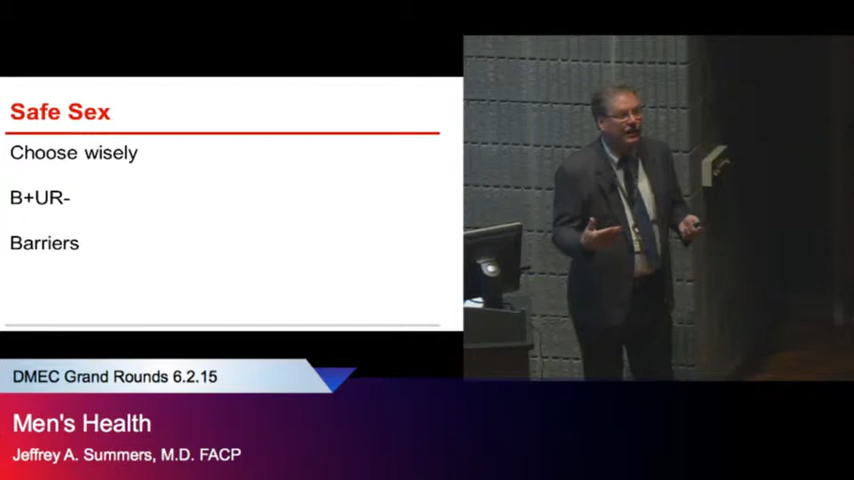 Safe Sex
Choose wisely
B+UR-
Barriers
DMEC Grand Rounds 6.2.15
Men's Health
Jeffrey A. Summers, M.D. FACP